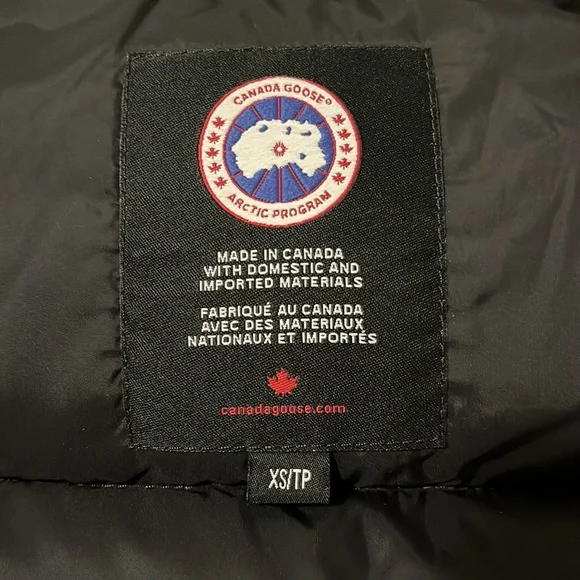 CANADA GOOSE®
ARCTIC PROGRAM
MADE IN CANADA
WITH DOMESTIC AND
IMPORTED MATERIALS
FABRIQUÉ AU CANADA
AVEC DES MATERIAUX
NATIONAUX ET IMPORTÉS
canadagoose.com
XS/TP